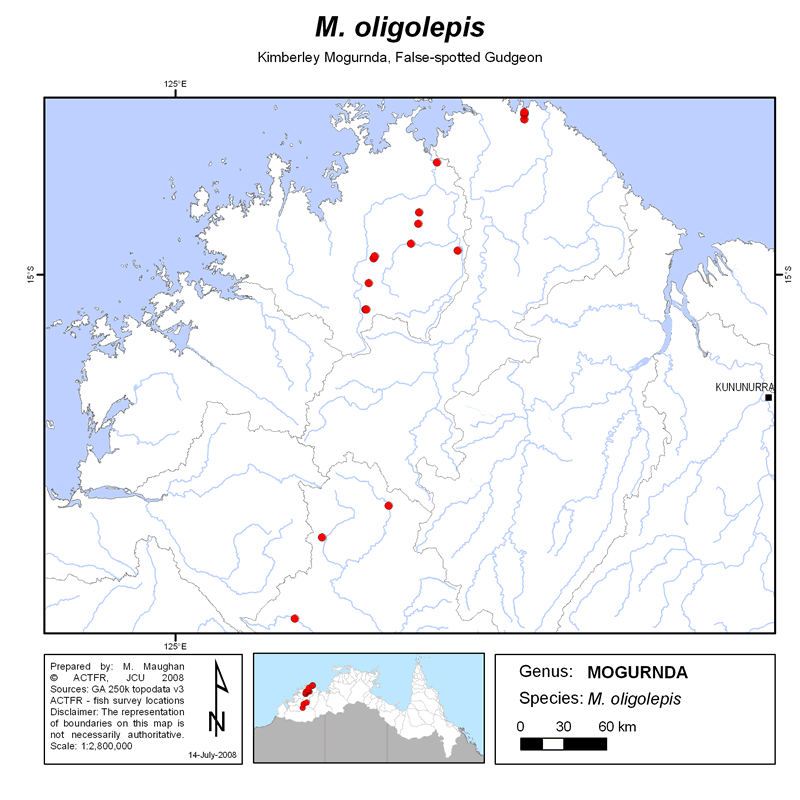 M. oligolepis
Kimberley Mogurnda, False-spotted Gudgeon
125°E
15°S
15°S
KUNUNURRA
125°E
Prepared by: M. Maughan
© ACTFR, JCU 2008
Sources: GA 250k topodata v3
ACTFR - fish survey locations
Disclaimer: The representation
of boundaries on this map is
not necessarily authoritative.
Scale: 1:2,800,000
N
14-July-2008
Genus: MOGURNDA
Species: M. oligolepis
0 30 60 km